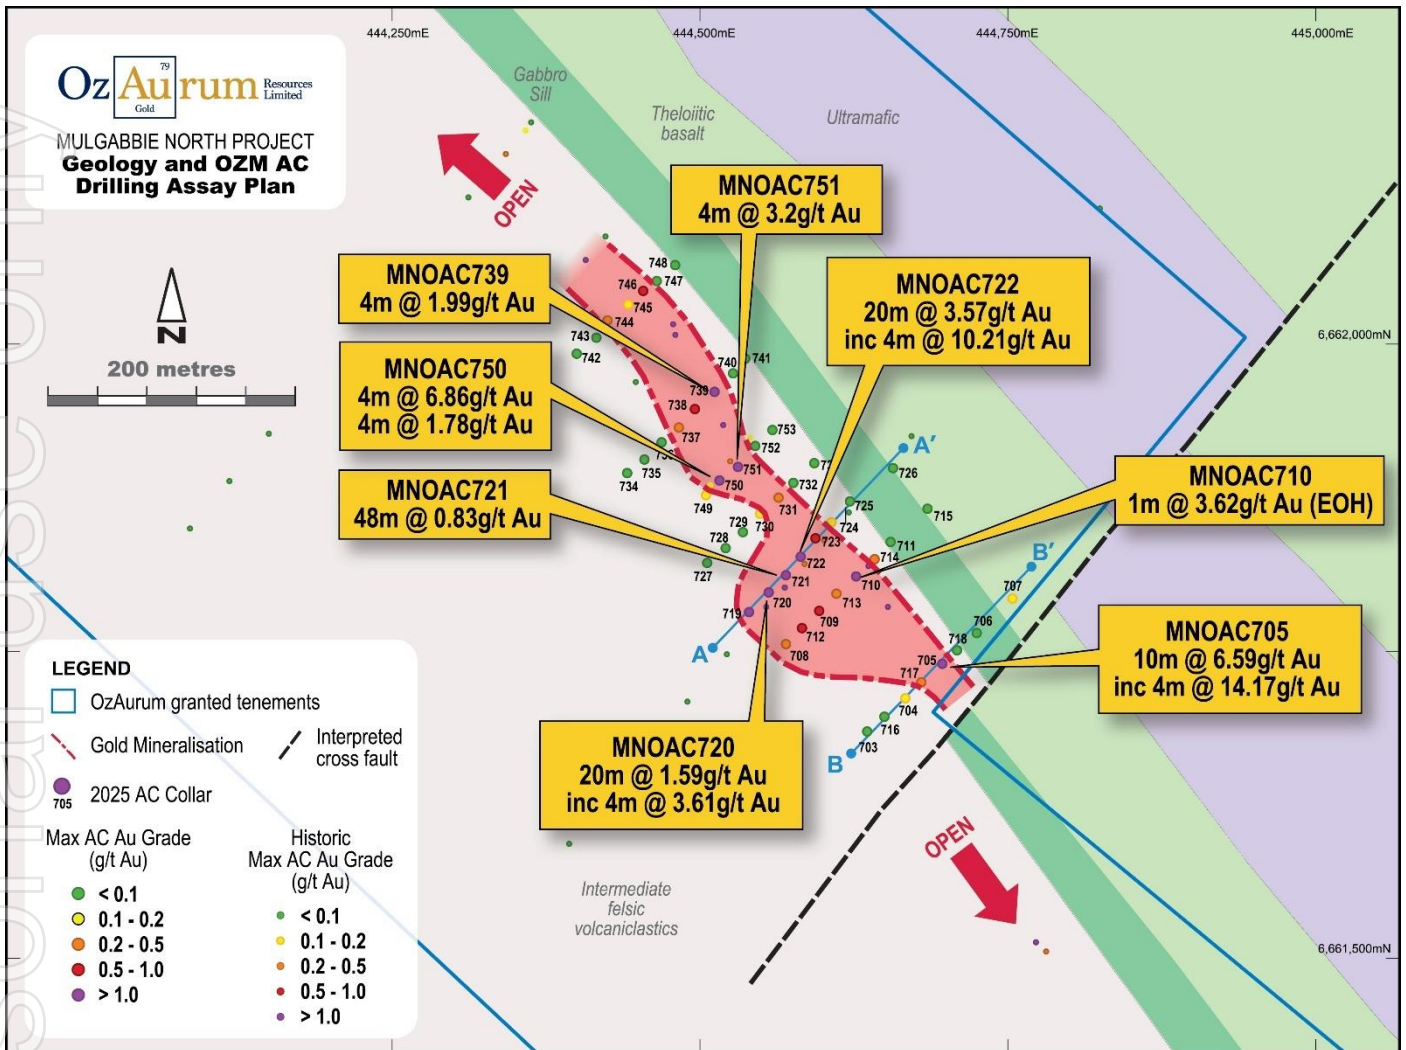 444,250mE
444,500mE
444,750mE
445,000mE
79
Oz Aurum Resources Limited
Gold
MULGABBIE NORTH PROJECT
Geology and OZM AC
Drilling Assay Plan
Gabbro
Sill
Theloiitic
basalt
Ultramafic
OPEN
MNOAC751
4m @ 3.2g/t Au
MNOAC739
4m @ 1.99g/t Au
MNOAC722
20m @ 3.57g/t Au
inc 4m @ 10.21g/t Au
N
200 metres
6,662,000mN
MNOAC750
4m @ 6.86g/t Au
4m @ 1.78g/t Au
MNOAC721
48m @ 0.83g/t Au
MNOAC710
1m @ 3.62g/t Au (EOH)
MNOAC705
10m @ 6.59g/t Au
inc 4m @ 14.17g/t Au
MNOAC720
20m @ 1.59g/t Au
inc 4m @ 3.61g/t Au
748
747
746
745
744
743
742
741
740
739
738
737
735
734
753
752
751
750
749
732
731
730
729
728
727
726
725
724
723
722
721
720
719
715
711
714
710
713
709
712
708
707
706
718
705
717
704
716
703
A
A'
B
B'
OPEN
Intermediate
felsic
volcaniclastics
6,661,500mN
LEGEND
OzAurum granted tenements
Gold Mineralisation
Interpreted
cross fault
705
2025 AC Collar
Max AC Au Grade
(g/t Au)
< 0.1
0.1 - 0.2
0.2 - 0.5
0.5 - 1.0
> 1.0
Historic
Max AC Au Grade
(g/t Au)
< 0.1
0.1 - 0.2
0.2 - 0.5
0.5 - 1.0
> 1.0